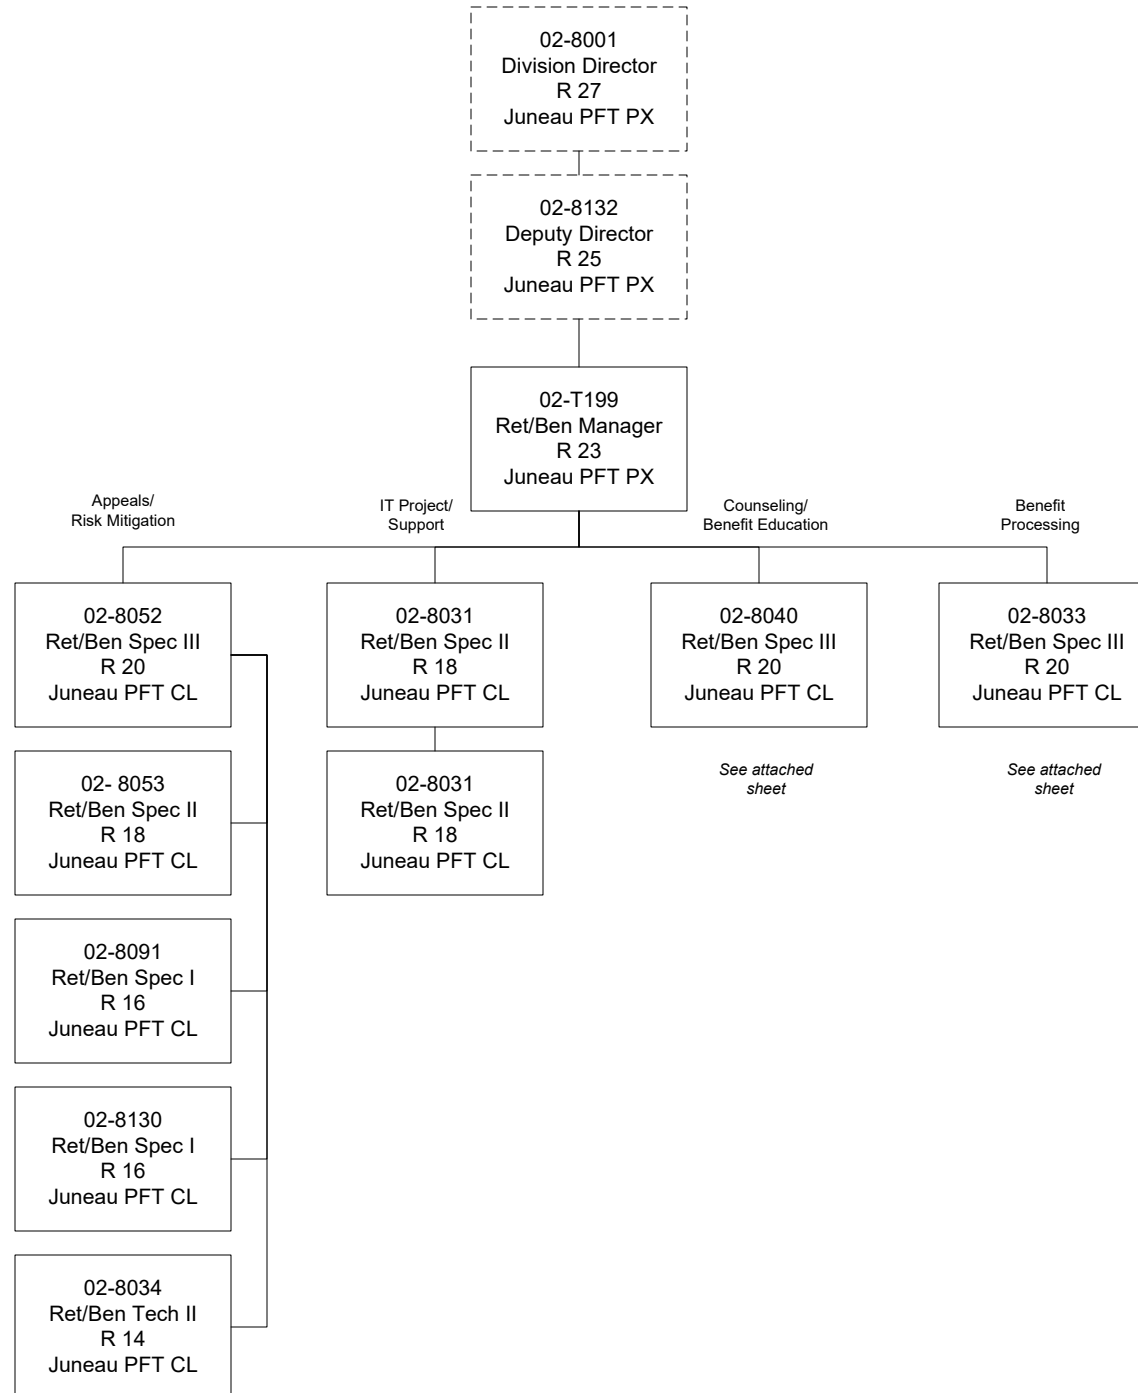 02-8001
Division Director
R 27
Juneau PFT PX
02-8132
Deputy Director
R 25
Juneau PFT PX
02-T199
Ret/Ben Manager
R 23
Juneau PFT PX
Appeals/
Risk Mitigation
IT Project/
Support
Counseling/
Benefit Education
Benefit
Processing
02-8052
Ret/Ben Spec III
R 20
Juneau PFT CL
02-8031
Ret/Ben Spec II
R 18
Juneau PFT CL
02-8040
Ret/Ben Spec III
R 20
Juneau PFT CL
02-8033
Ret/Ben Spec III
R 20
Juneau PFT CL
02- 8053
Ret/Ben Spec II
R 18
Juneau PFT CL
02-8031
Ret/Ben Spec II
R 18
Juneau PFT CL
See attached
sheet
See attached
sheet
02-8091
Ret/Ben Spec I
R 16
Juneau PFT CL
02-8130
Ret/Ben Spec I
R 16
Juneau PFT CL
02-8034
Ret/Ben Tech II
R 14
Juneau PFT CL